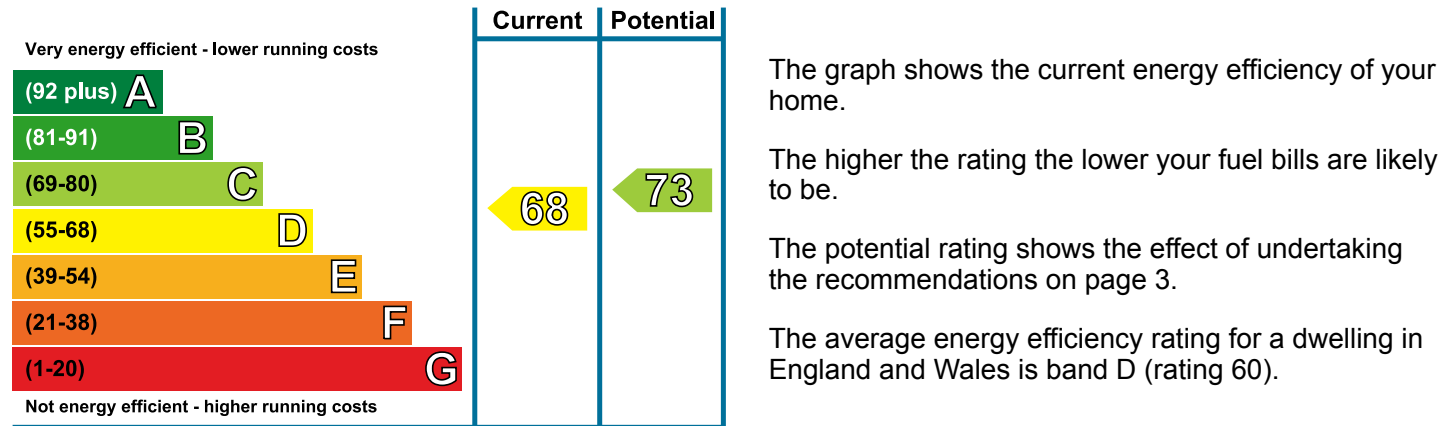 Current Potential
Very energy efficient - lower running costs
(92 plus) A
(81-91) B
(69-80) C
(55-68) D
(39-54) E
(21-38) F
(1-20) G
Not energy efficient - higher running costs
68 73
The graph shows the current energy efficiency of your
home.
The higher the rating the lower your fuel bills are likely
to be.
The potential rating shows the effect of undertaking
the recommendations on page 3.
The average energy efficiency rating for a dwelling in
England and Wales is band D (rating 60).